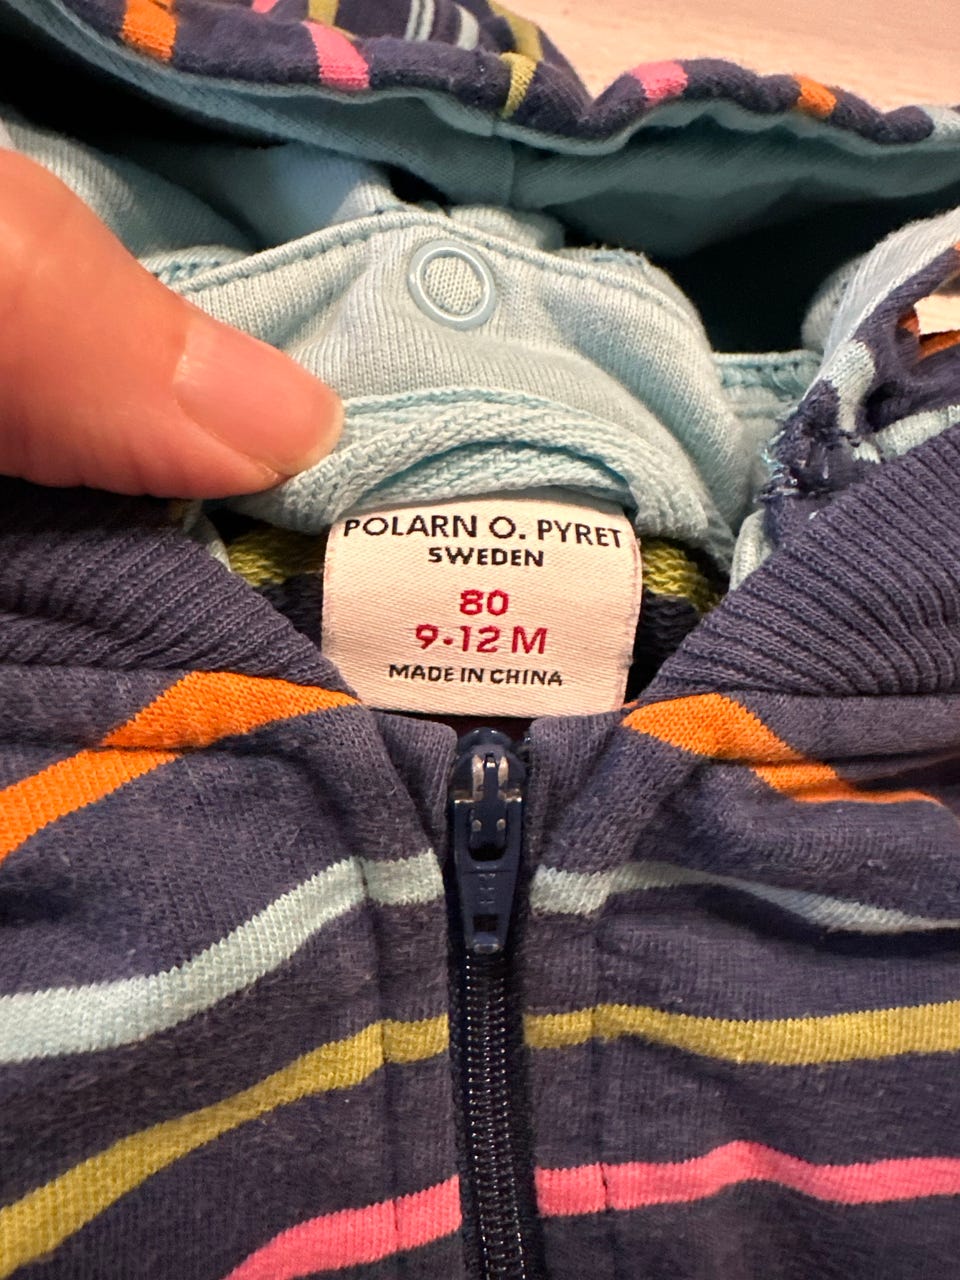 POLARN O. PYRET
SWEDEN
80
9-12 M
MADE IN CHINA